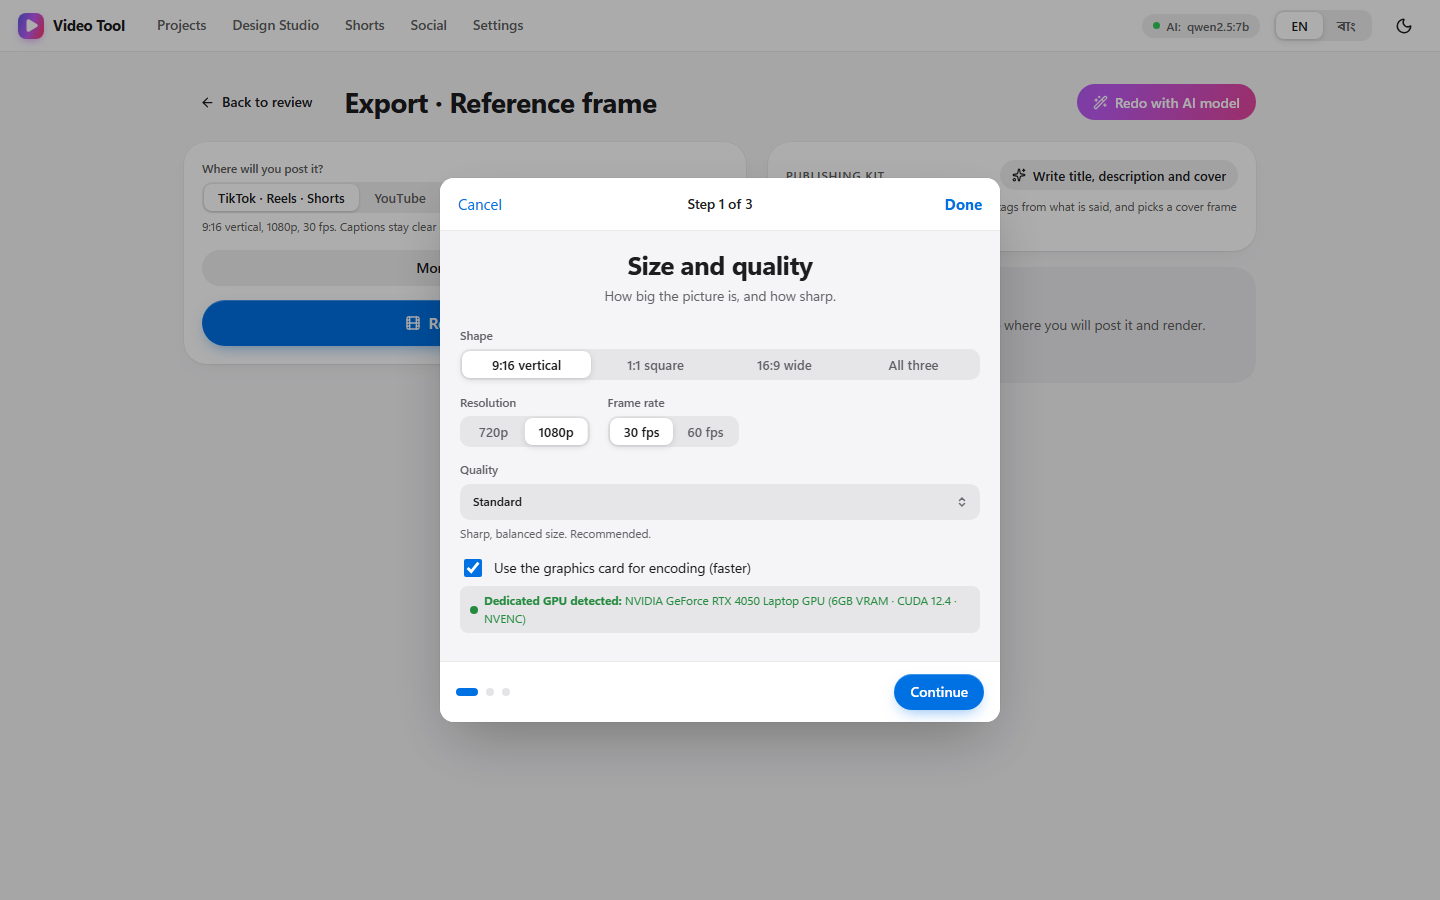 Video Tool
Projects
Design Studio
Shorts
Social
Settings
AI: qwen2.5:7b
EN
বাং
Back to review
Export · Reference frame
Redo with AI model
Where will you post it?
TikTok · Reels · Shorts
YouTube
9:16 vertical, 1080p, 30 fps. Captions stay clear
PUBLISHING KIT
Write title, description and cover
from what is said, and picks a cover frame
where you will post it and render.
Cancel
Step 1 of 3
Done
Size and quality
How big the picture is, and how sharp.
Shape
9:16 vertical
1:1 square
16:9 wide
All three
Resolution
Frame rate
720p
1080p
30 fps
60 fps
Quality
Standard
Sharp, balanced size. Recommended.
Use the graphics card for encoding (faster)
Dedicated GPU detected: NVIDIA GeForce RTX 4050 Laptop GPU (6GB VRAM · CUDA 12.4 ·
NVENC)
Continue